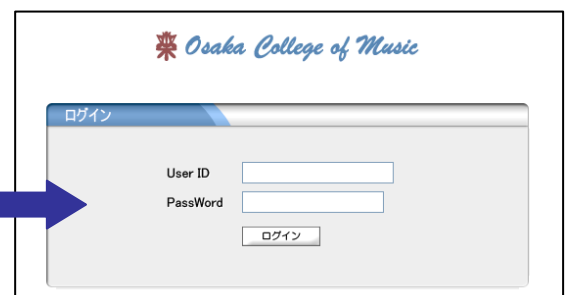 Osaka College of Music
ログイン
User ID
PassWord
ログイン